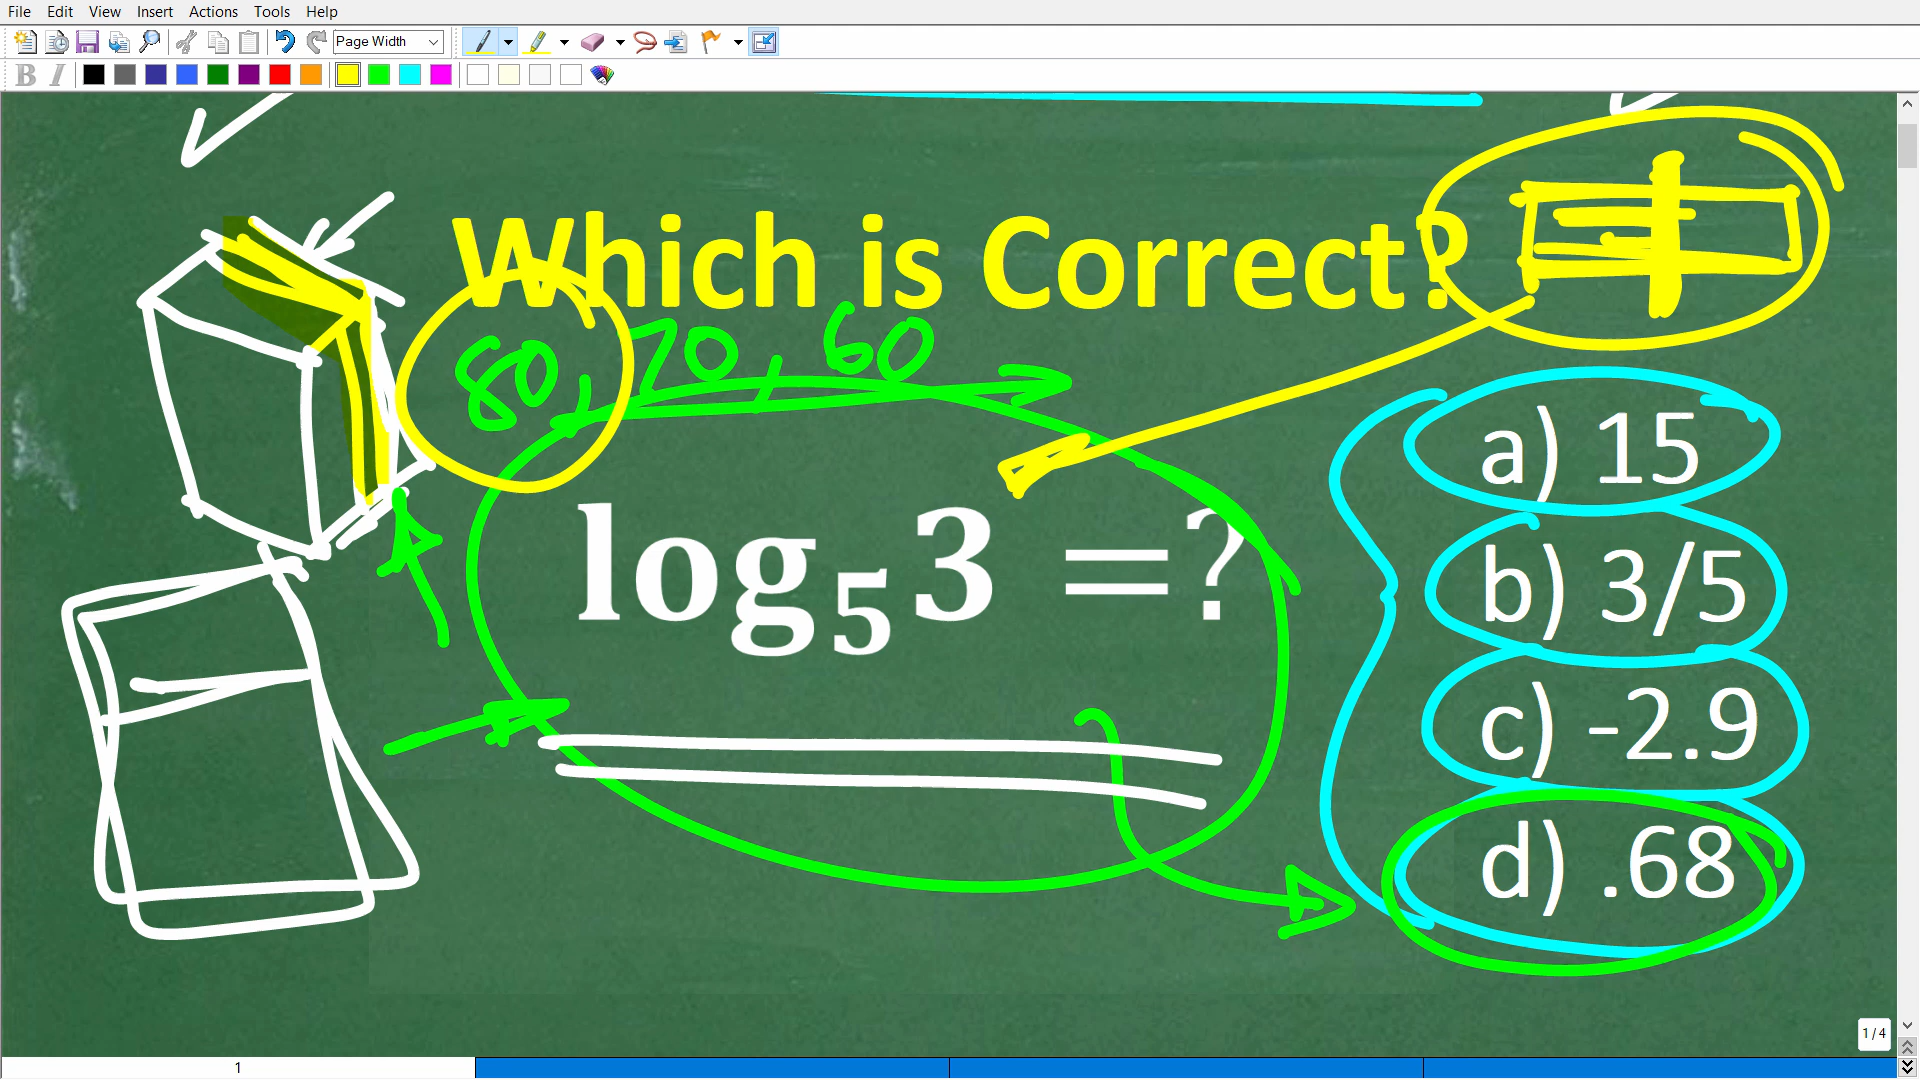 File Edit View Insert Actions Tools Help
Page Width
B I
Which is Correct?
80, 70, 60
log₅3 =?
a) 15
b) 3/5
c) -2.9
d) .68
1 / 4
1